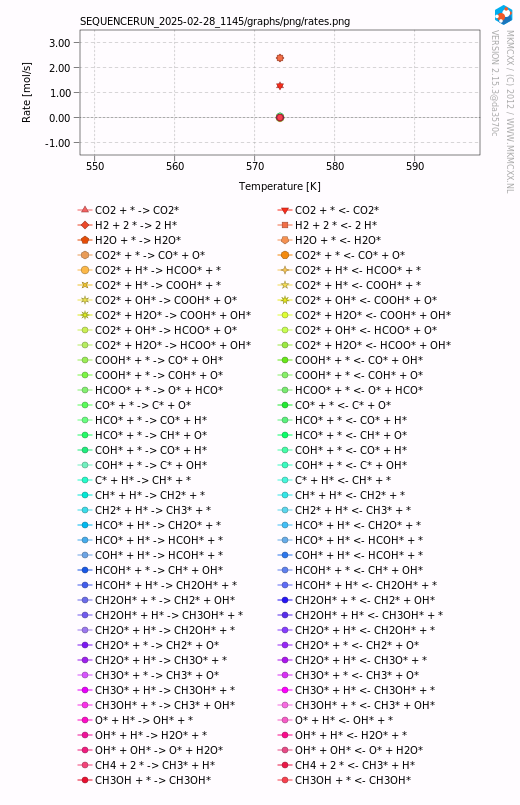 SEQUENCERUN_2025-02-28_1145/graphs/png/rates.png
MKMCXX / (C) 2012 / WWW.MKMCXX.NL
VERSION 2.15.3@da3570c
Rate [mol/s]
3.00
2.00
1.00
0.00
-1.00
550 560 570 580 590
Temperature [K]
CO2 + * -> CO2* CO2 + * <- CO2*
H2 + 2 * -> 2 H* H2 + 2 * <- 2 H*
H2O + * -> H2O* H2O + * <- H2O*
CO2* + * -> CO* + O* CO2* + * <- CO* + O*
CO2* + H* -> HCOO* + * CO2* + H* <- HCOO* + *
CO2* + H* -> COOH* + * CO2* + H* <- COOH* + *
CO2* + OH* -> COOH* + O* CO2* + OH* <- COOH* + O*
CO2* + H2O* -> COOH* + OH* CO2* + H2O* <- COOH* + OH*
CO2* + OH* -> HCOO* + O* CO2* + OH* <- HCOO* + O*
CO2* + H2O* -> HCOO* + OH* CO2* + H2O* <- HCOO* + OH*
COOH* + * -> CO* + OH* COOH* + * <- CO* + OH*
COOH* + * -> COH* + O* COOH* + * <- COH* + O*
HCOO* + * -> O* + HCO* HCOO* + * <- O* + HCO*
CO* + * -> C* + O* CO* + * <- C* + O*
HCO* + * -> CO* + H* HCO* + * <- CO* + H*
HCO* + * -> CH* + O* HCO* + * <- CH* + O*
COH* + * -> CO* + H* COH* + * <- CO* + H*
COH* + * -> C* + OH* COH* + * <- C* + OH*
C* + H* -> CH* + * C* + H* <- CH* + *
CH* + H* -> CH2* + * CH* + H* <- CH2* + *
CH2* + H* -> CH3* + * CH2* + H* <- CH3* + *
HCO* + H* -> CH2O* + * HCO* + H* <- CH2O* + *
HCO* + H* -> HCOH* + * HCO* + H* <- HCOH* + *
COH* + H* -> HCOH* + * COH* + H* <- HCOH* + *
HCOH* + * -> CH* + OH* HCOH* + * <- CH* + OH*
HCOH* + H* -> CH2OH* + * HCOH* + H* <- CH2OH* + *
CH2OH* + * -> CH2* + OH* CH2OH* + * <- CH2* + OH*
CH2OH* + H* -> CH3OH* + * CH2OH* + H* <- CH3OH* + *
CH2O* + H* -> CH2OH* + * CH2O* + H* <- CH2OH* + *
CH2O* + * -> CH2* + O* CH2O* + * <- CH2* + O*
CH2O* + H* -> CH3O* + * CH2O* + H* <- CH3O* + *
CH3O* + * -> CH3* + O* CH3O* + * <- CH3* + O*
CH3O* + H* -> CH3OH* + * CH3O* + H* <- CH3OH* + *
CH3OH* + * -> CH3* + OH* CH3OH* + * <- CH3* + OH*
O* + H* -> OH* + * O* + H* <- OH* + *
OH* + H* -> H2O* + * OH* + H* <- H2O* + *
OH* + OH* -> O* + H2O* OH* + OH* <- O* + H2O*
CH4 + 2 * -> CH3* + H* CH4 + 2 * <- CH3* + H*
CH3OH + * -> CH3OH* CH3OH + * <- CH3OH*